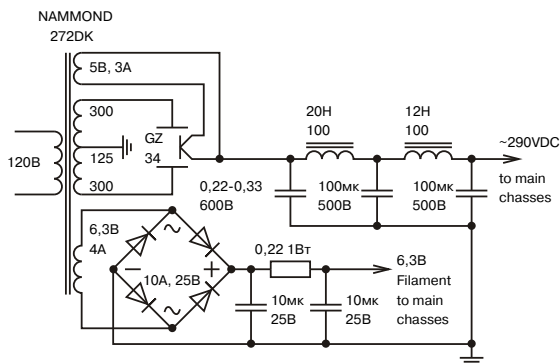 NAMMOND
272DK
5В, 3А
300
125
300
120В
GZ
34
20H
100
12H
100
~290VDC
to main
chasses
0,22-0,33
600В
100мк
500В
100мк
500В
6,3В
4А
~
~
−
+
10А, 25В
0,22 1Вт
6,3В
Filament
to main
chasses
10мк
25В
10мк
25В